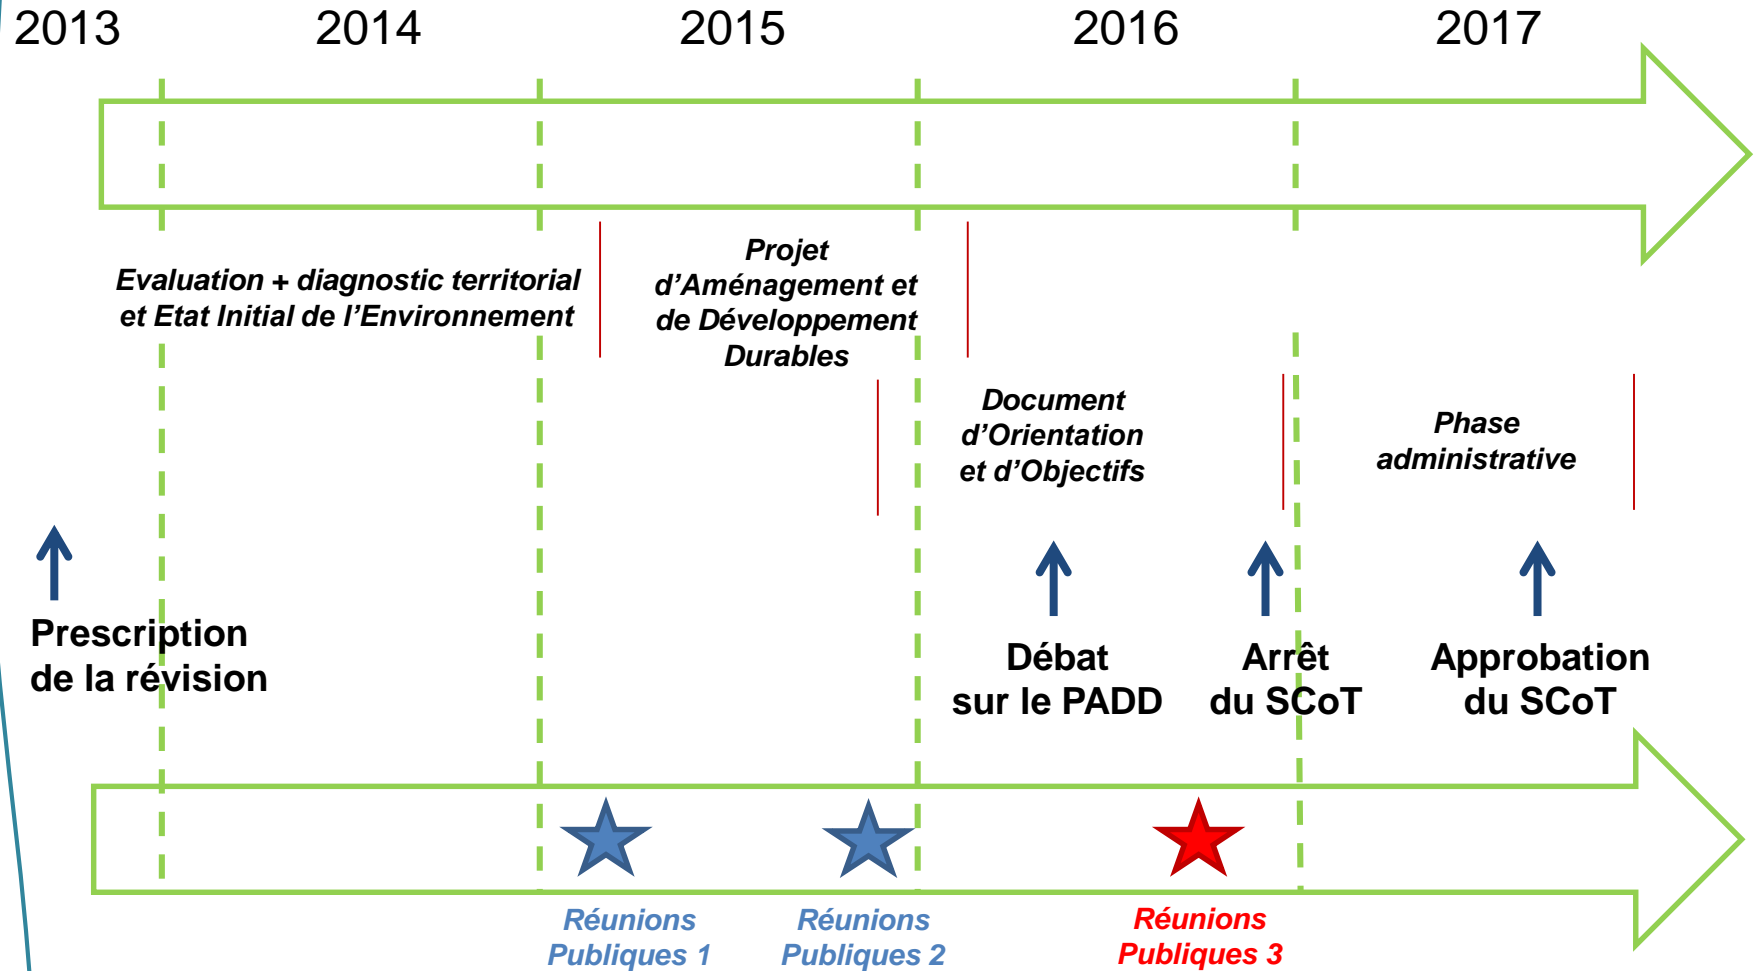 2013 2014 2015 2016 2017
Evaluation + diagnostic territorial
et Etat Initial de l’Environnement
Projet
d’Aménagement et
de Développement
Durables
Document
d’Orientation
et d’Objectifs
Phase
administrative
Prescription
de la révision
Débat
sur le PADD
Arrêt
du SCoT
Approbation
du SCoT
Réunions
Publiques 1
Réunions
Publiques 2
Réunions
Publiques 3